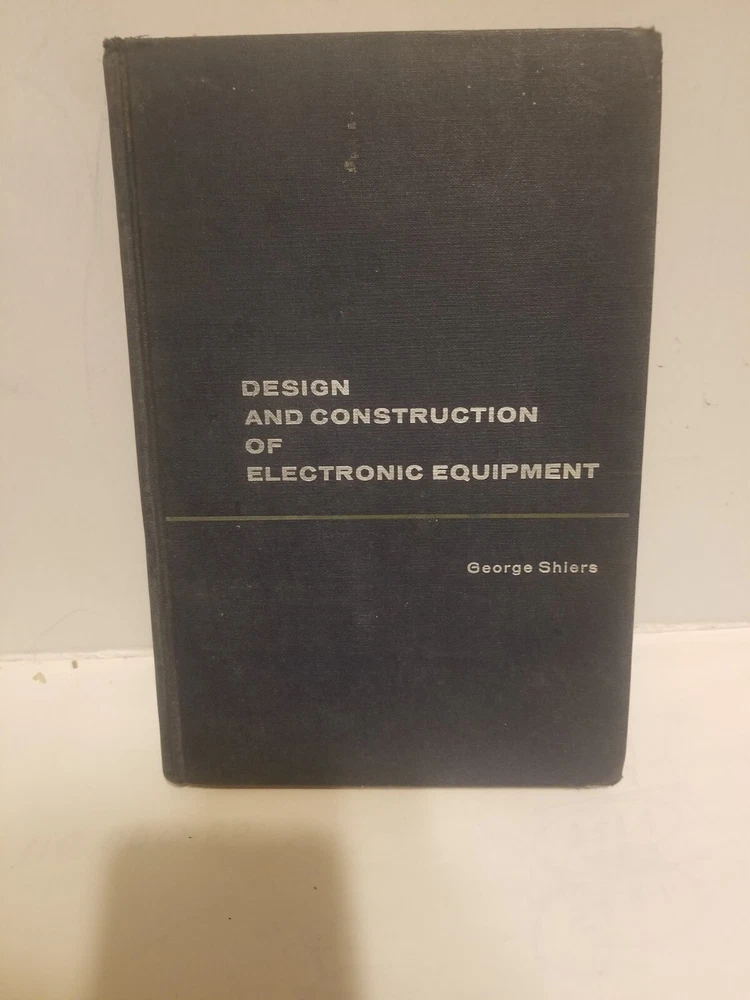 DESIGN
AND CONSTRUCTION
OF
ELECTRONIC EQUIPMENT
George Shiers